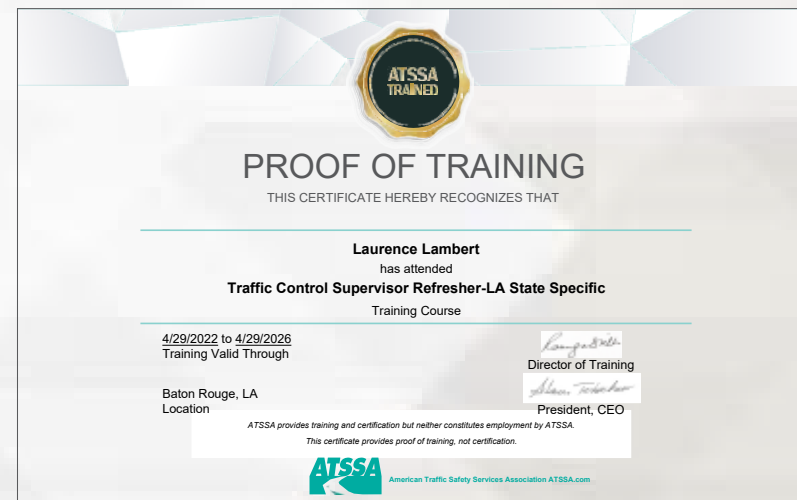 ATSSA
TRAINED
PROOF OF TRAINING
THIS CERTIFICATE HEREBY RECOGNIZES THAT
Laurence Lambert
has attended
Traffic Control Supervisor Refresher-LA State Specific
Training Course
4/29/2022 to 4/29/2026
Training Valid Through
Director of Training
Baton Rouge, LA
Location
President, CEO
ATSSA provides training and certification but neither constitutes employment by ATSSA.
This certificate provides proof of training, not certification.
ATSSA
American Traffic Safety Services Association ATSSA.com